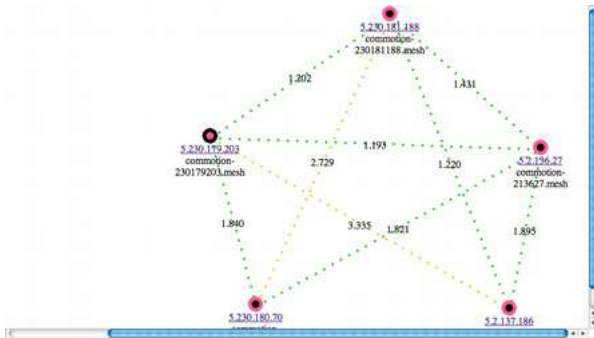 5.230.181.188
commotion-
230181188.mesh
1.202
1.431
5.230.179.203
commotion-
230179203.mesh
1.193
5.2.196.27
commotion-
213627.mesh
2.729
1.220
1.840
3.335
1.821
1.895
5.230.180.70
5.2.137.186